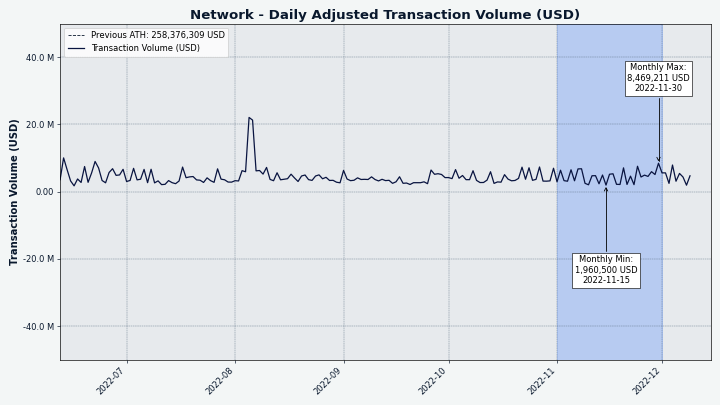 Network - Daily Adjusted Transaction Volume (USD)
Previous ATH: 258,376,309 USD
Transaction Volume (USD)
Transaction Volume (USD)
40.0 M
20.0 M
0.00
-20.0 M
-40.0 M
Monthly Max:
8,469,211 USD
2022-11-30
Monthly Min:
1,960,500 USD
2022-11-15
2022-07
2022-08
2022-09
2022-10
2022-11
2022-12